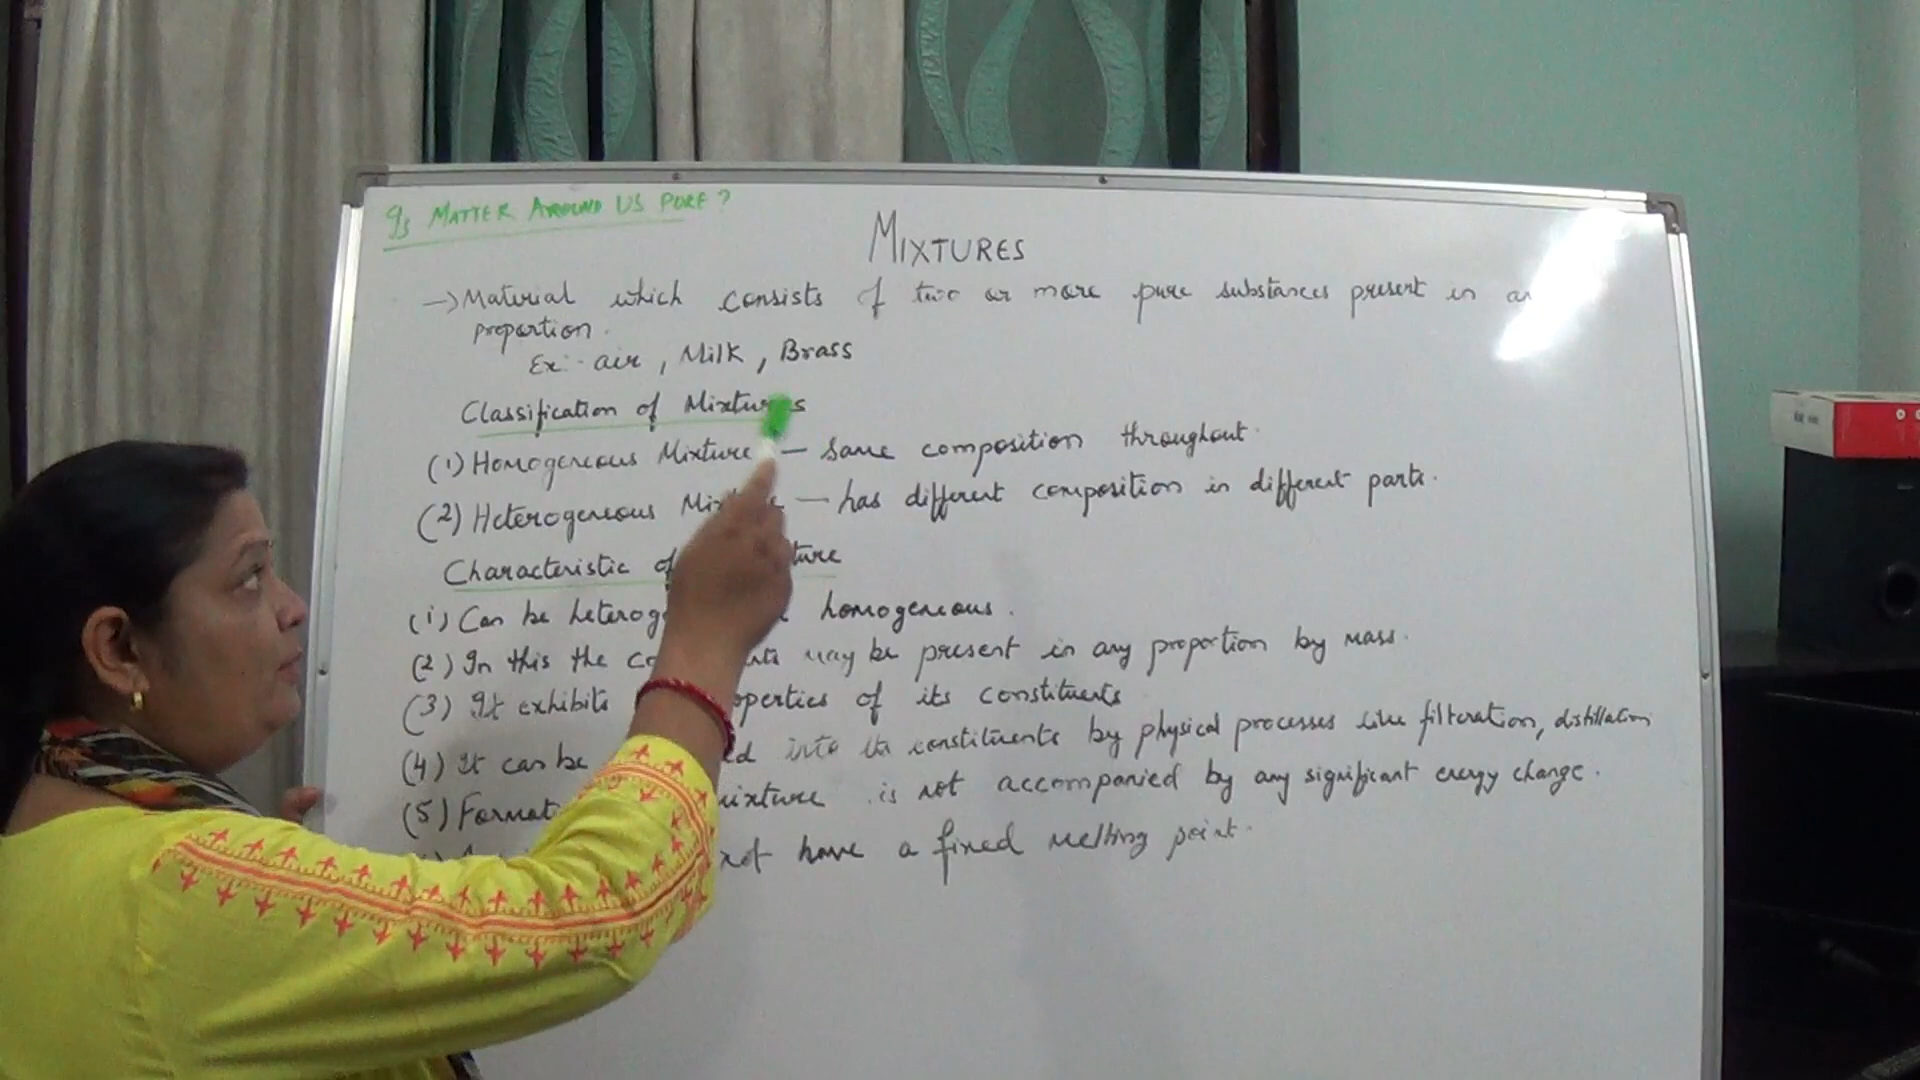 Is MATTER AROUND US PURE?
MIXTURES
→ Material which consists of two or more pure substances present in
proportion.
Ex:- air, Milk, Brass
Classification of Mixtures
(1) Homogeneous Mixture — same composition throughout.
(2) Heterogeneous — has different composition in different parts.
Characteristic of
(1) Can be homogeneous.
(2) In this the may be present in any proportion by mass.
(3) It exhibits of its constituents
(4) It can be into its constituents by physical processes like filteration, distillation
(5) is not accompanied by any significant energy change.
not have a fixed melting point.